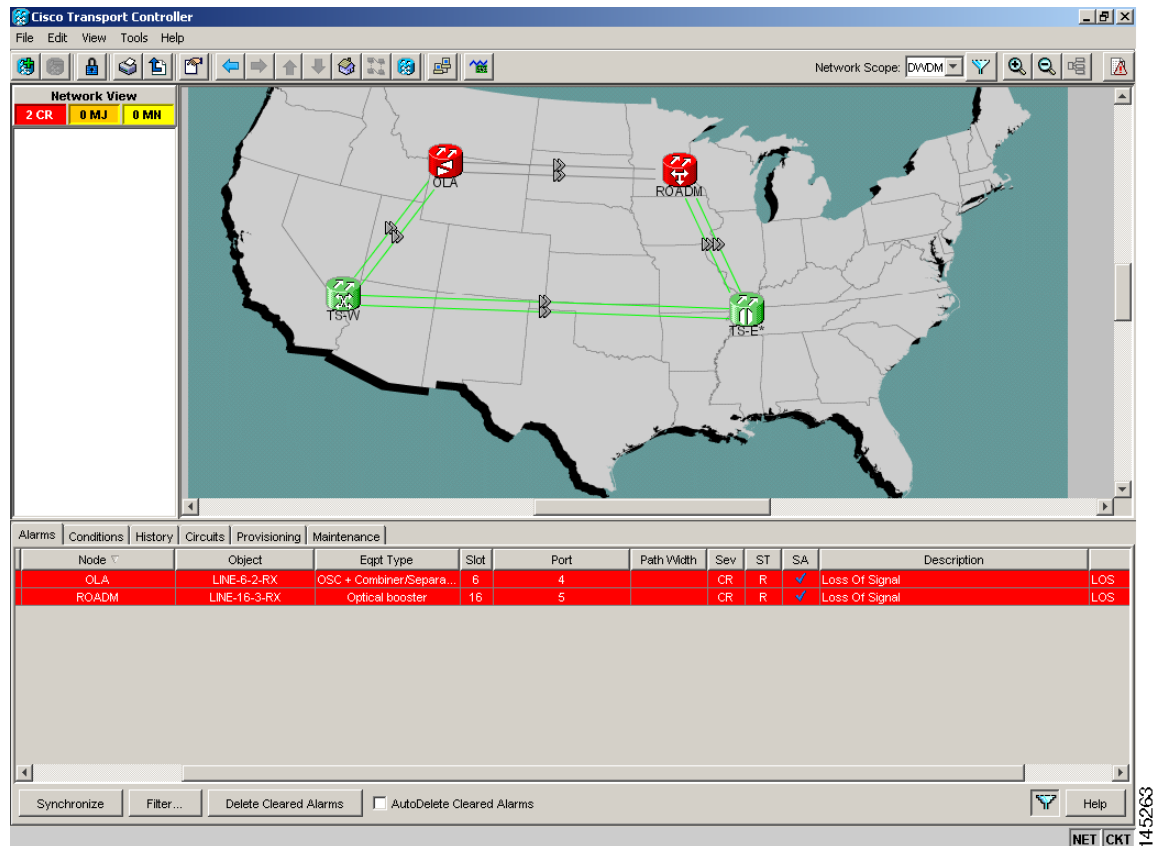 Cisco Transport Controller
File Edit View Tools Help
Network Scope: DWDM
Network View
2 CR 0 MJ 0 MN
OLA
ROADM
TS-W
TS-E*
Alarms Conditions History Circuits Provisioning Maintenance
Node Object Eqpt Type Slot Port Path Width Sev ST SA Description
OLA LINE-6-2-RX OSC + Combiner/Separa... 6 4 CR R Loss Of Signal LOS
ROADM LINE-16-3-RX Optical booster 16 5 CR R Loss Of Signal LOS
Synchronize Filter... Delete Cleared Alarms AutoDelete Cleared Alarms Help
NET CKT
145263